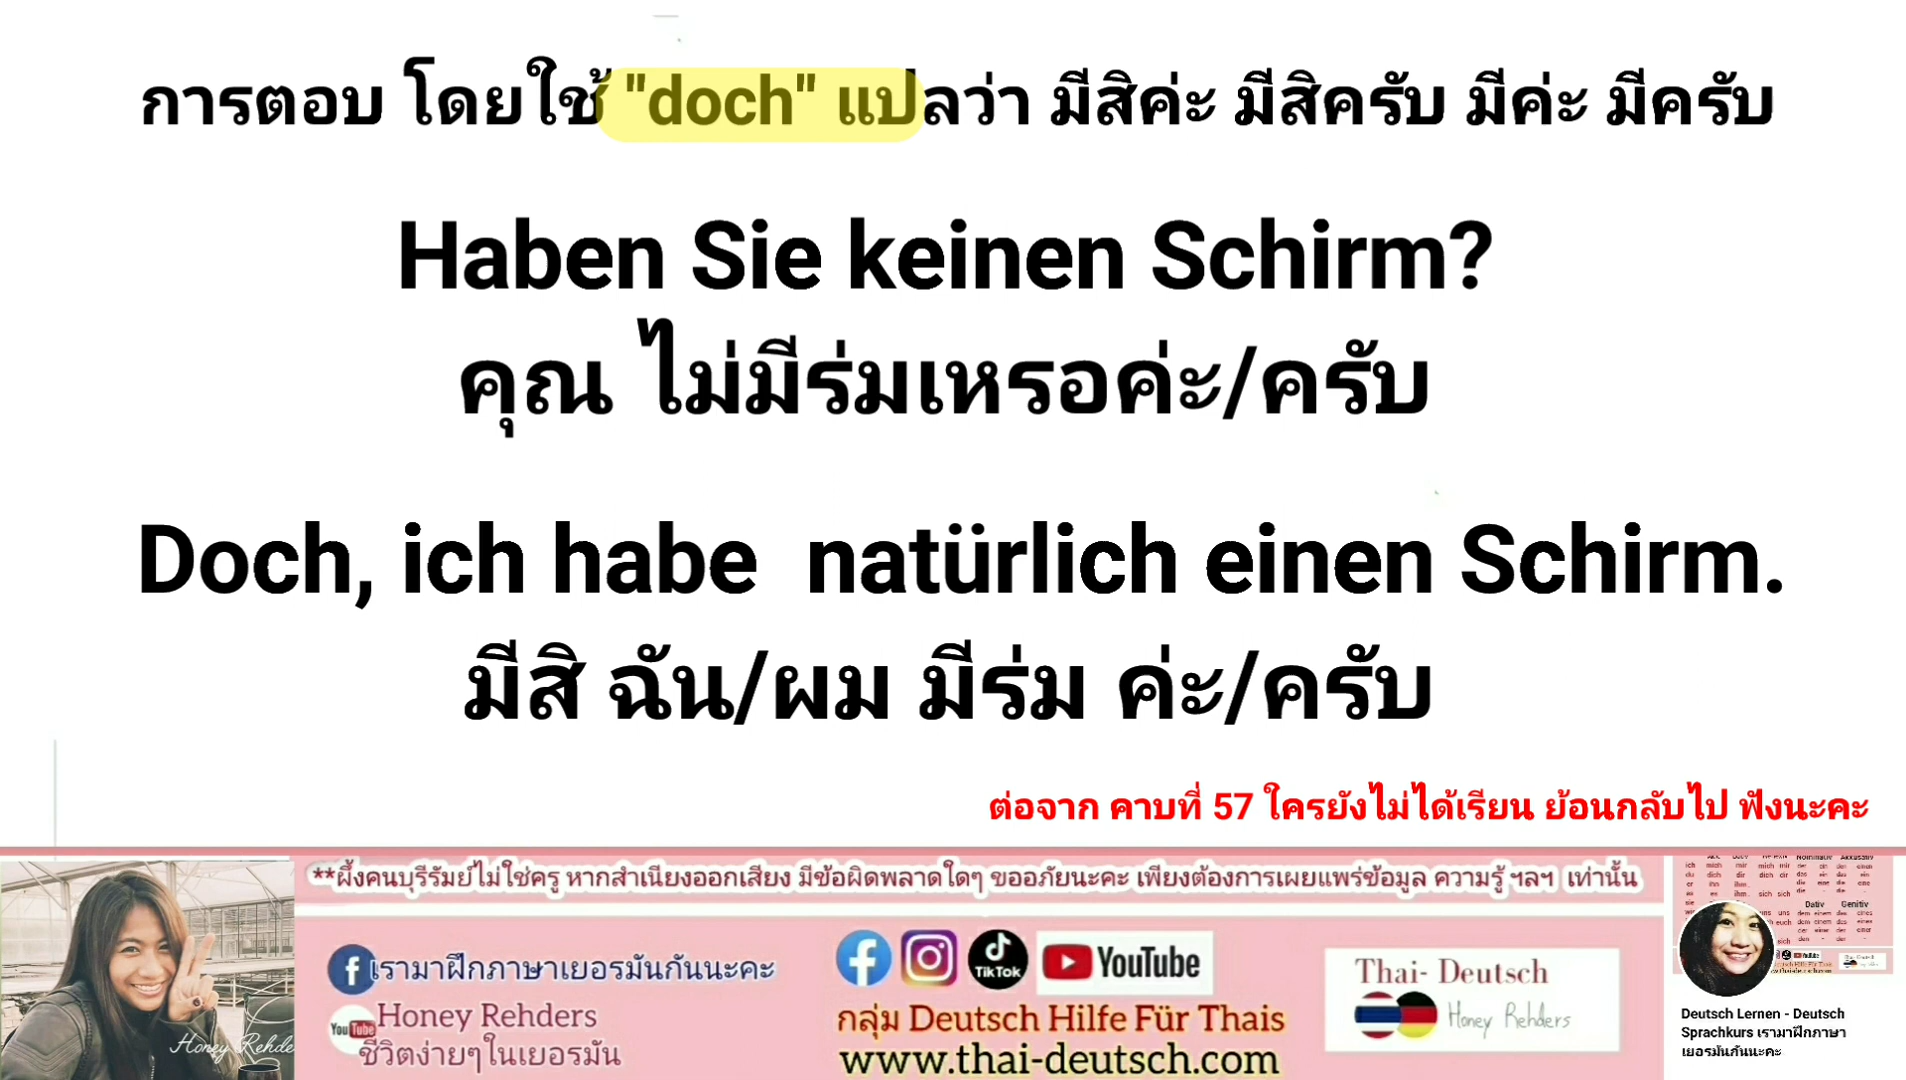 การตอบ โดยใช้ "doch" แปลว่า มีสิค่ะ มีสิครับ มีค่ะ มีครับ
Haben Sie keinen Schirm?
คุณ ไม่มีร่มเหรอค่ะ/ครับ
Doch, ich habe natürlich einen Schirm.
มีสิ ฉัน/ผม มีร่ม ค่ะ/ครับ
ต่อจาก คาบที่ 57 ใครยังไม่ได้เรียน ย้อนกลับไป ฟังนะคะ
**ผึ้งคนบุรีรัมย์ไม่ใช่ครู หากสำเนียงออกเสียง มีข้อผิดพลาดใดๆ ขออภัยนะคะ เพียงต้องการเผยแพร่ข้อมูล ความรู้ ฯลฯ เท่านั้น
เรามาฝึกภาษาเยอรมันกันนะคะ
YouTube Honey Rehders
ชีวิตง่ายๆในเยอรมัน
Honey Rehde
TikTok
YouTube
กลุ่ม Deutsch Hilfe Für Thais
www.thai-deutsch.com
Thai- Deutsch
Honey Rehders
Dativ Genitiv
Deutsch Lernen - Deutsch
Sprachkurs เรามาฝึกภาษา
เยอรมันกันนะคะ